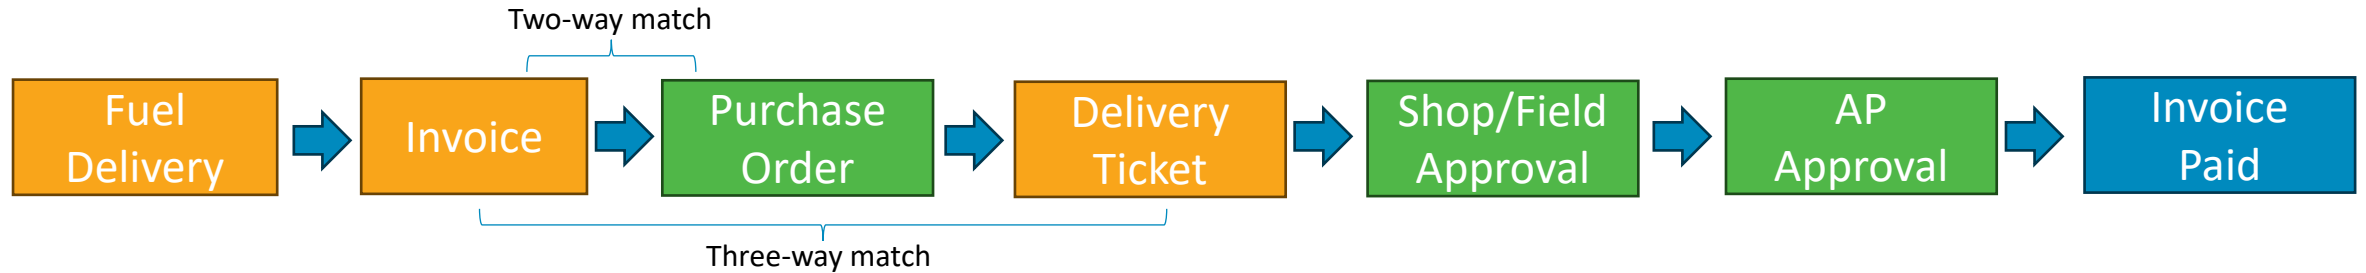 Two-way match
Fuel
Delivery
Invoice
Purchase
Order
Delivery
Ticket
Shop/Field
Approval
AP
Approval
Invoice
Paid
Three-way match